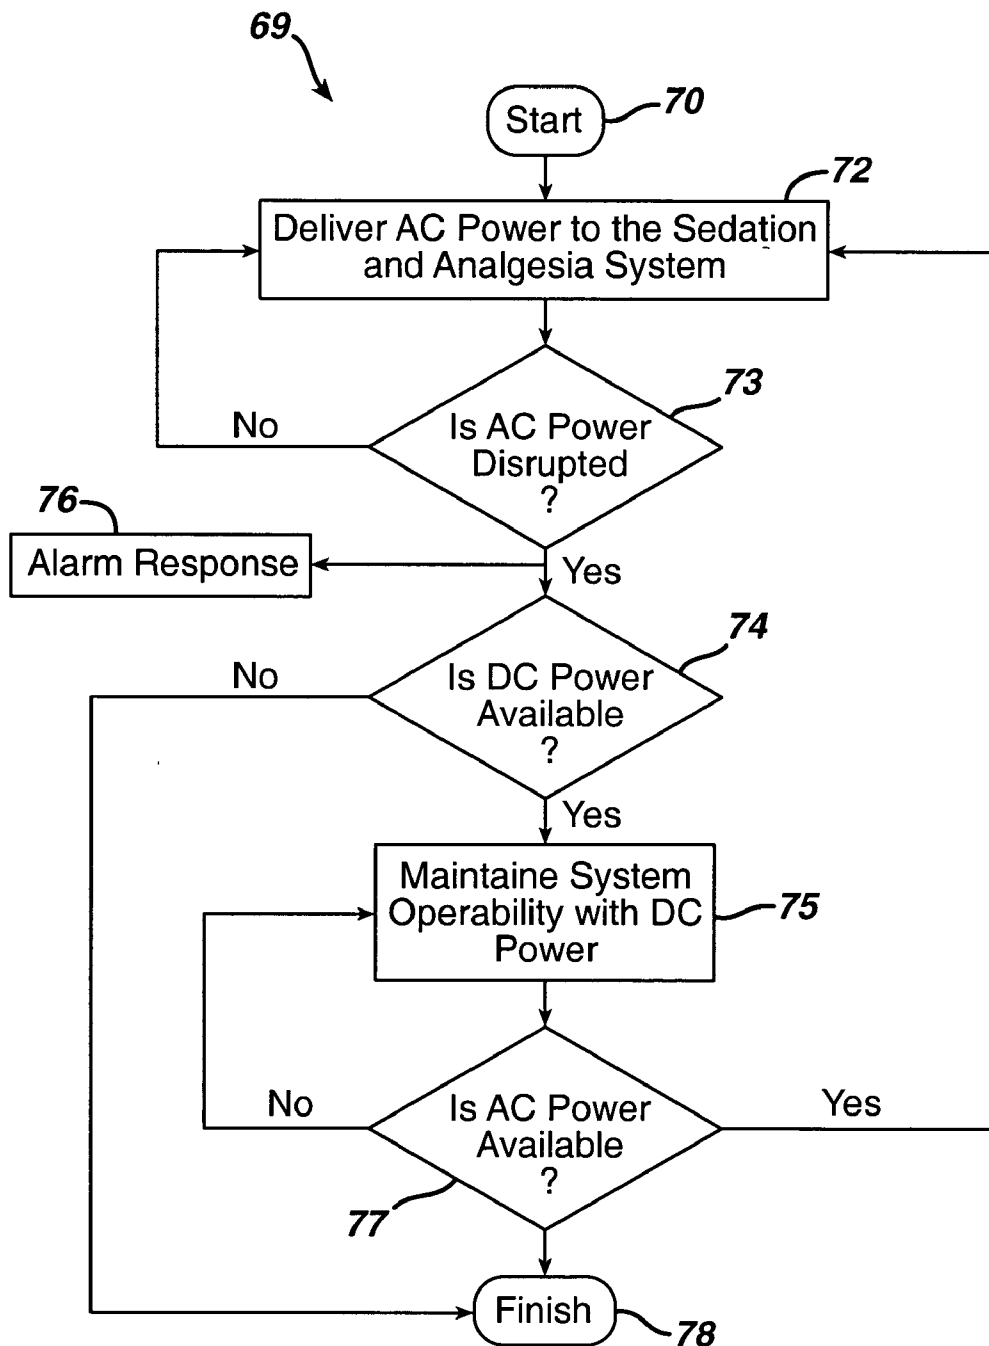 69
Start
70
72
Deliver AC Power to the Sedation
and Analgesia System
73
No
Is AC Power
Disrupted
?
76
Alarm Response
Yes
74
No
Is DC Power
Available
?
Yes
Maintaine System
Operability with DC
Power
75
No
Is AC Power
Available
?
Yes
77
Finish
78